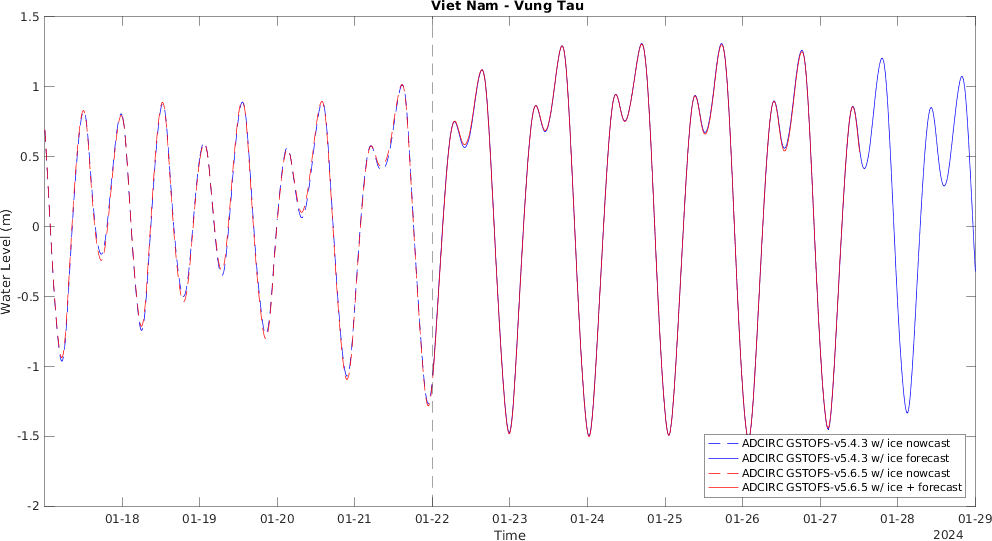 Viet Nam - Vung Tau
1.5
1
0.5
0
-0.5
-1
-1.5
-2
Water Level (m)
01-18 01-19 01-20 01-21 01-22 01-23 01-24 01-25 01-26 01-27 01-28 01-29
Time
2024
ADCIRC GSTOFS-v5.4.3 w/ ice nowcast
ADCIRC GSTOFS-v5.4.3 w/ ice forecast
ADCIRC GSTOFS-v5.6.5 w/ ice nowcast
ADCIRC GSTOFS-v5.6.5 w/ ice + forecast